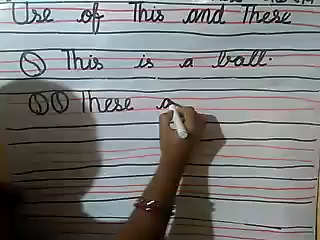 Use of This and These
This is a ball.
These a